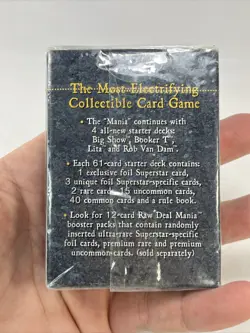 The Most Electrifying
Collectible Card Game
• The "Mania" continues with
4 all-new starter decks:
Big Show, Booker T,
Lita and Rob Van Dam.
• Each 61-card starter deck contains:
1 exclusive foil Superstar card,
3 unique foil Superstar-specific cards,
2 rare cards, 15 uncommon cards,
40 common cards and a rule book.
• Look for 12-card Raw Deal Mania
booster packs that contain randomly
inserted ultra-rare Superstar-specific
foil cards, premium rare and premium
uncommon cards. (sold separately)